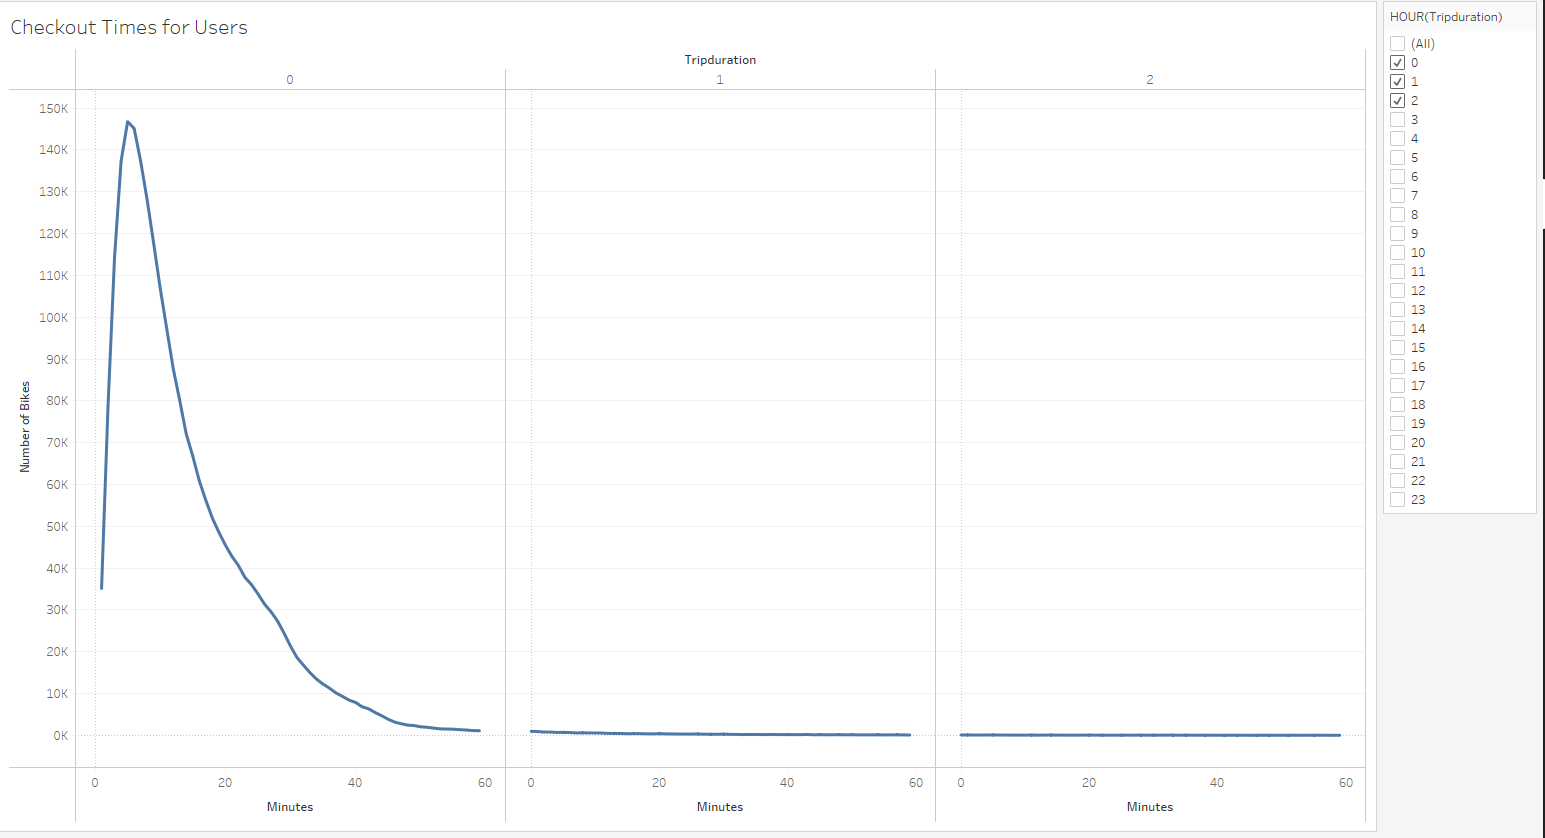 Checkout Times for Users
Tripduration
0 1 2
150K
140K
130K
120K
110K
100K
90K
80K
70K
60K
50K
40K
30K
20K
10K
0K
Number of Bikes
0 20 40 60 0 20 40 60 0 20 40 60
Minutes Minutes Minutes
HOUR(Tripduration)
(All)
0
1
2
3
4
5
6
7
8
9
10
11
12
13
14
15
16
17
18
19
20
21
22
23